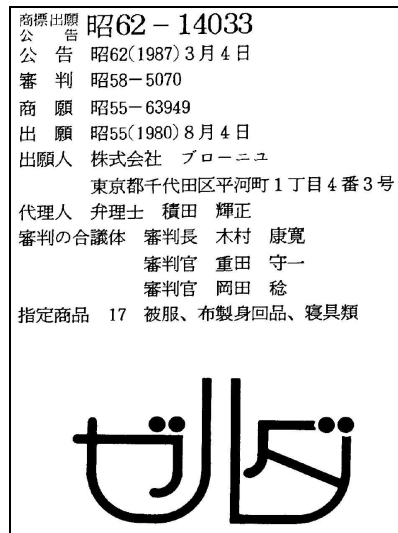 商標出願公告 昭62-14033
公告 昭62(1987)3月4日
審判 昭58-5070
商願 昭55-63949
出願 昭55(1980)8月4日
出願人 株式会社 ブローニユ
東京都千代田区平河町1丁目4番3号
代理人 弁理士 積田 輝正
審判の合議体 審判長 木村 康寛
審判官 重田 守一
審判官 岡田 稔
指定商品 17 被服、布製身回品、寝具類
ゼルダ